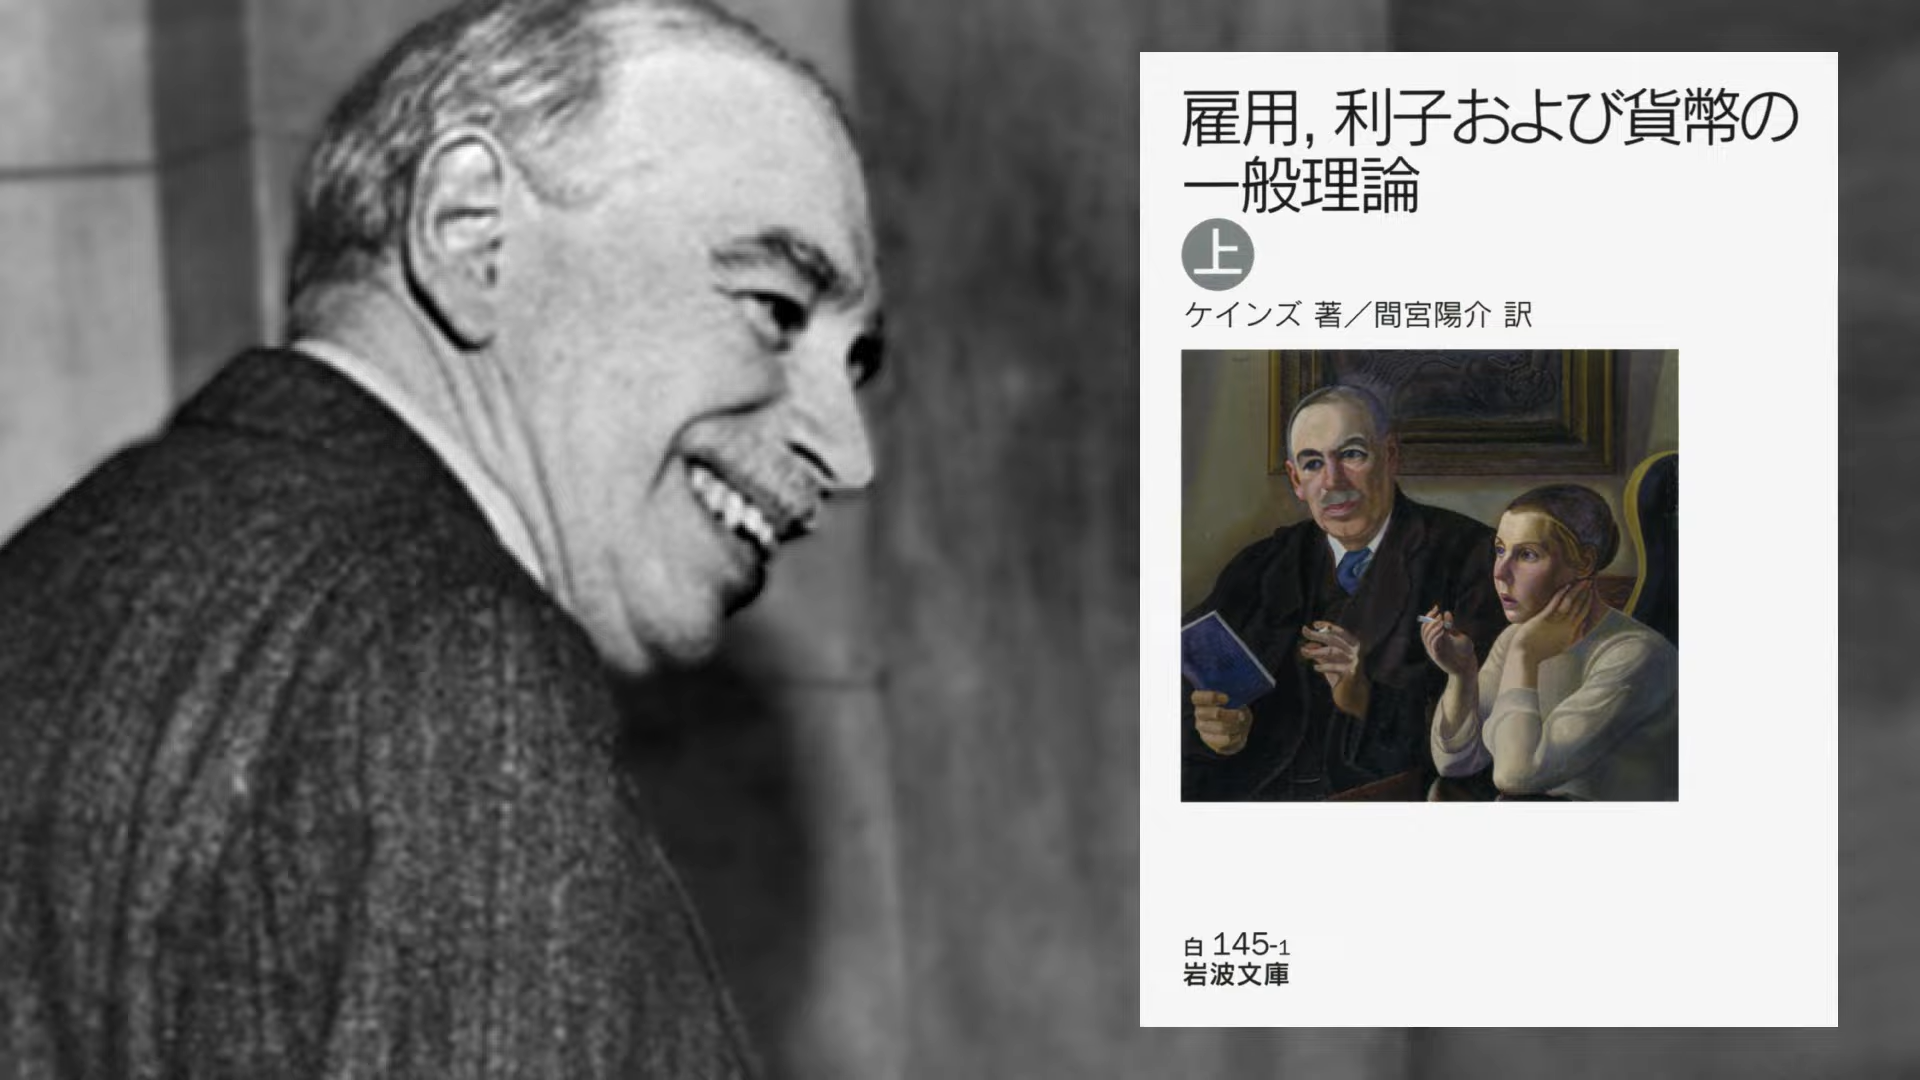 雇用，利子および貨幣の
一般理論
上
ケインズ 著／間宮陽介 訳
白 145-1
岩波文庫